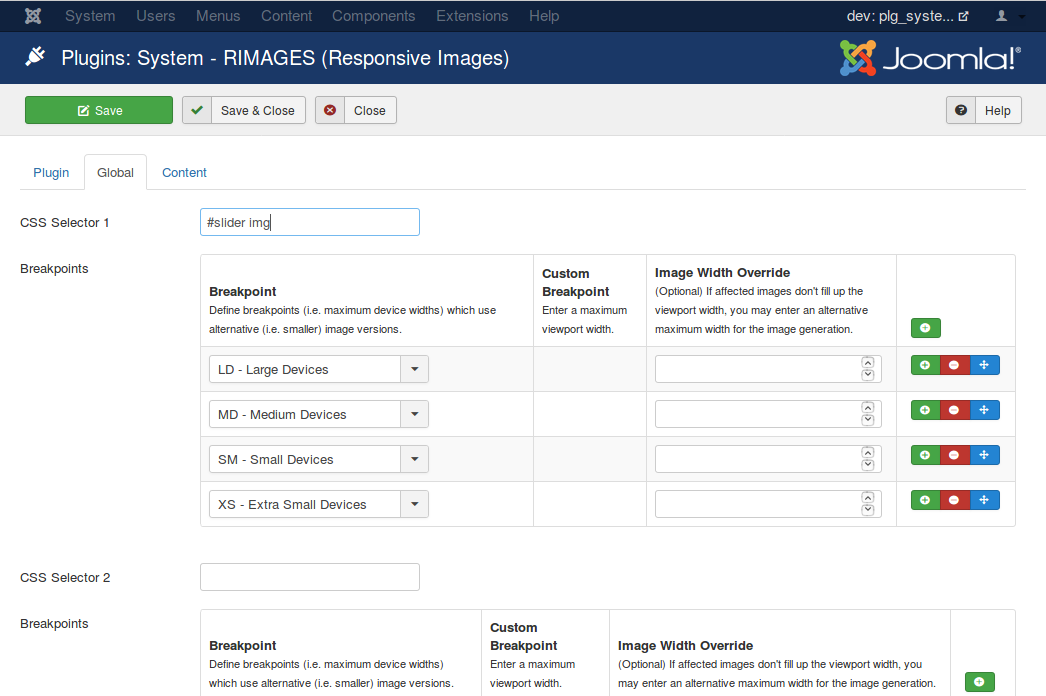 System Users Menus Content Components Extensions Help dev: plg_syste...
Plugins: System - RIMAGES (Responsive Images) Joomla!®
Save Save & Close Close Help
Plugin Global Content
CSS Selector 1 #slider img
Breakpoints
Breakpoint
Define breakpoints (i.e. maximum device widths) which use
alternative (i.e. smaller) image versions.
Custom
Breakpoint
Enter a maximum
viewport width.
Image Width Override
(Optional) If affected images don't fill up the
viewport width, you may enter an alternative
maximum width for the image generation.
LD - Large Devices
MD - Medium Devices
SM - Small Devices
XS - Extra Small Devices
CSS Selector 2
Breakpoints
Breakpoint
Define breakpoints (i.e. maximum device widths)
which use alternative (i.e. smaller) image versions.
Custom
Breakpoint
Enter a maximum
viewport width.
Image Width Override
(Optional) If affected images don't fill up the viewport width, you
may enter an alternative maximum width for the image generation.